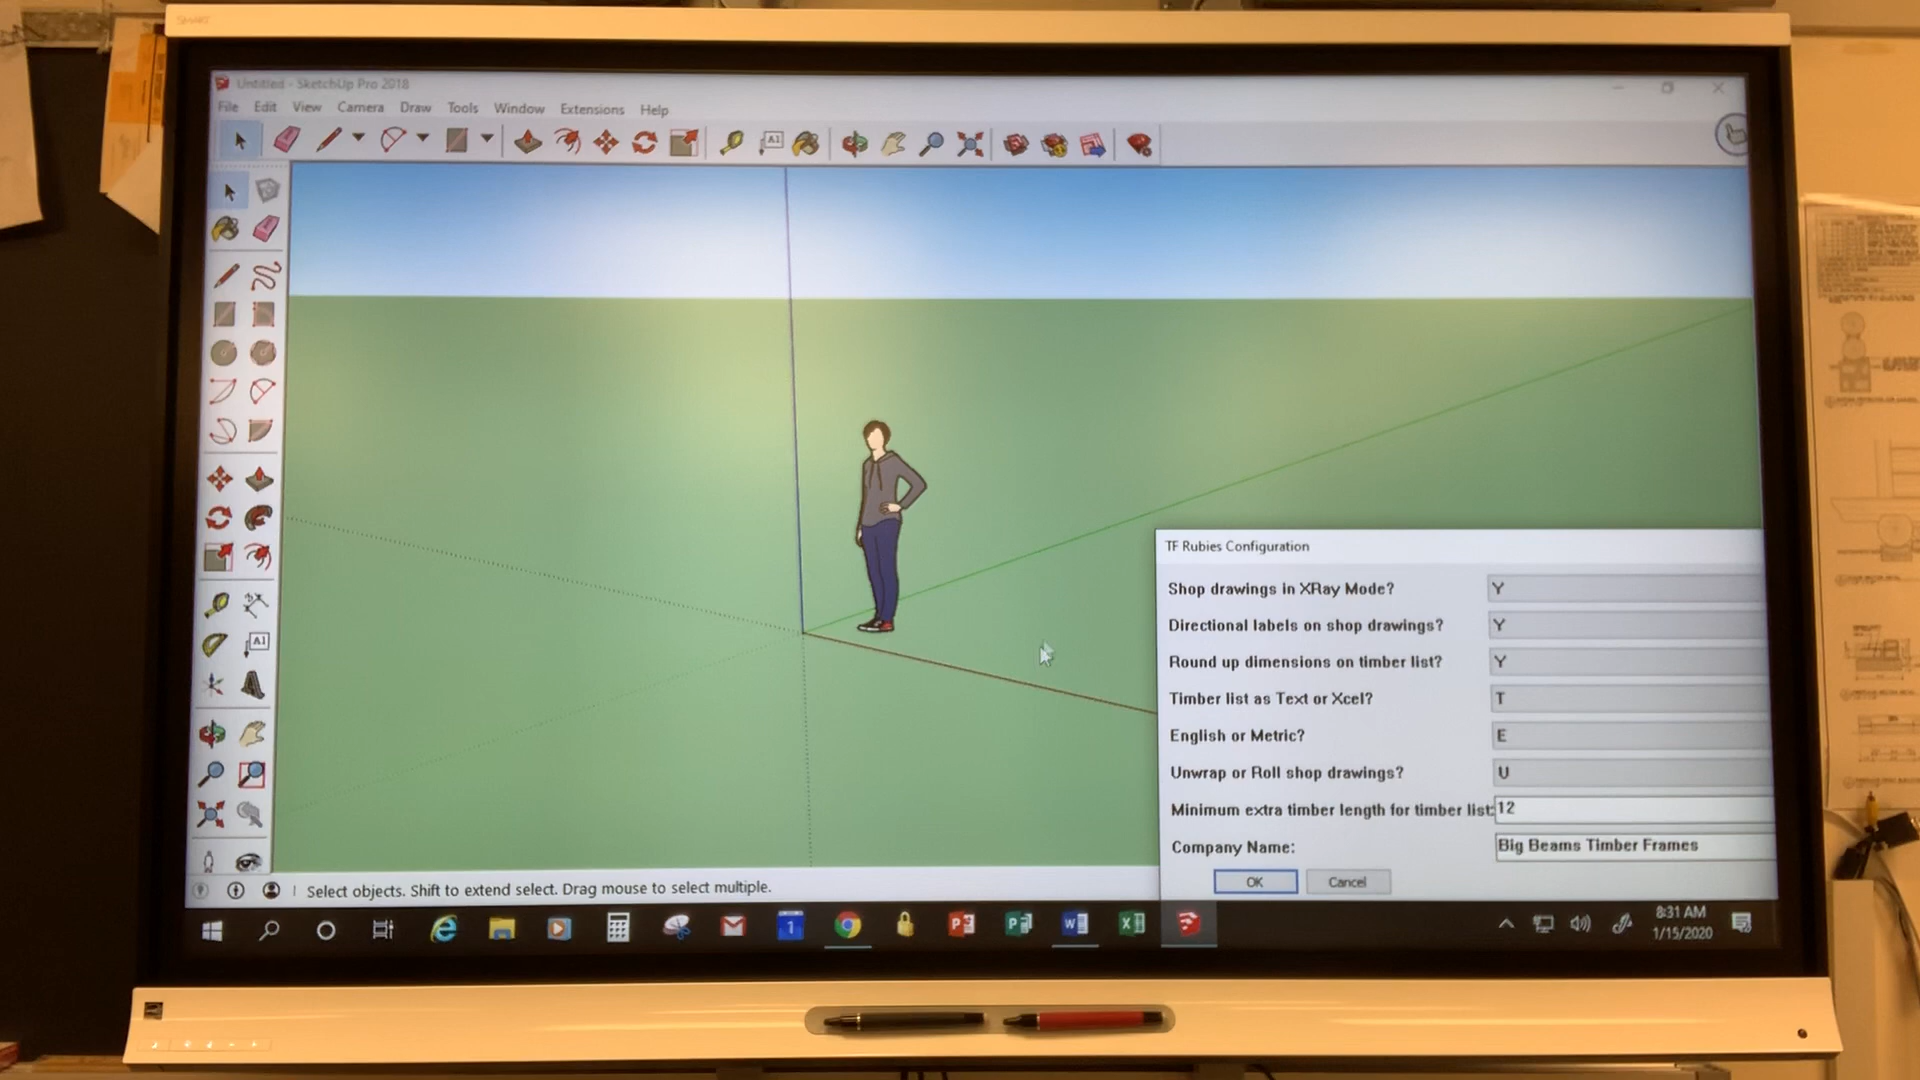 SMART
Untitled - SketchUp Pro 2018
File Edit View Camera Draw Tools Window Extensions Help
A1
A1
TF Rubies Configuration
Shop drawings in XRay Mode? Y
Directional labels on shop drawings? Y
Round up dimensions on timber list? Y
Timber list as Text or Xcel? T
English or Metric? E
Unwrap or Roll shop drawings? U
Minimum extra timber length for timber list: 12
Company Name: Big Beams Timber Frames
OK Cancel
Select objects. Shift to extend select. Drag mouse to select multiple.
1
8:31 AM
1/15/2020